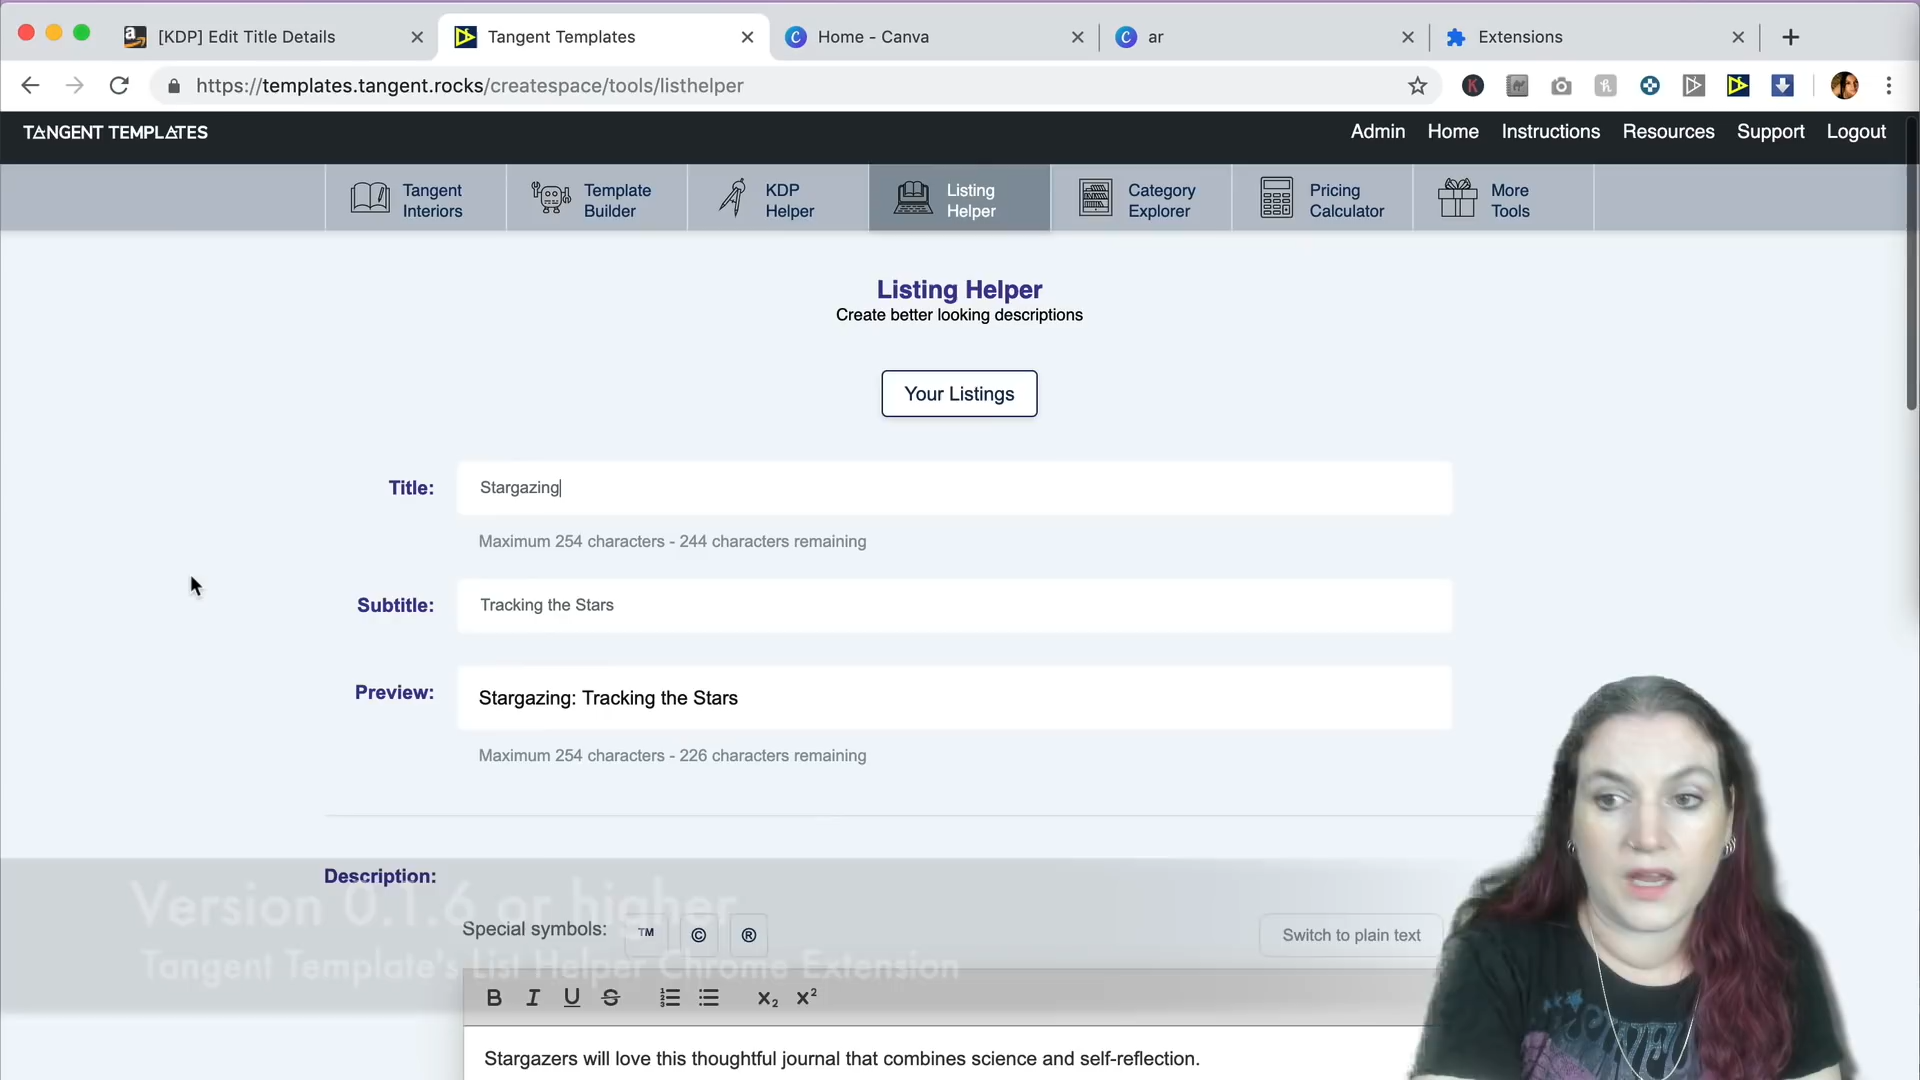 [KDP] Edit Title Details
Tangent Templates
Home - Canva
ar
Extensions
https://templates.tangent.rocks/createspace/tools/listhelper
TANGENT TEMPLATES
Admin Home Instructions Resources Support Logout
Tangent Interiors
Template Builder
KDP Helper
Listing Helper
Category Explorer
Pricing Calculator
More Tools
Listing Helper
Create better looking descriptions
Your Listings
Title: Stargazing
Maximum 254 characters - 244 characters remaining
Subtitle: Tracking the Stars
Preview: Stargazing: Tracking the Stars
Maximum 254 characters - 226 characters remaining
Description:
Version 0.1.6 or higher
Special symbols: ™ © ® Switch to plain text
Tangent Template's List Helper Chrome Extension
B I U S X₂ X²
Stargazers will love this thoughtful journal that combines science and self-reflection.